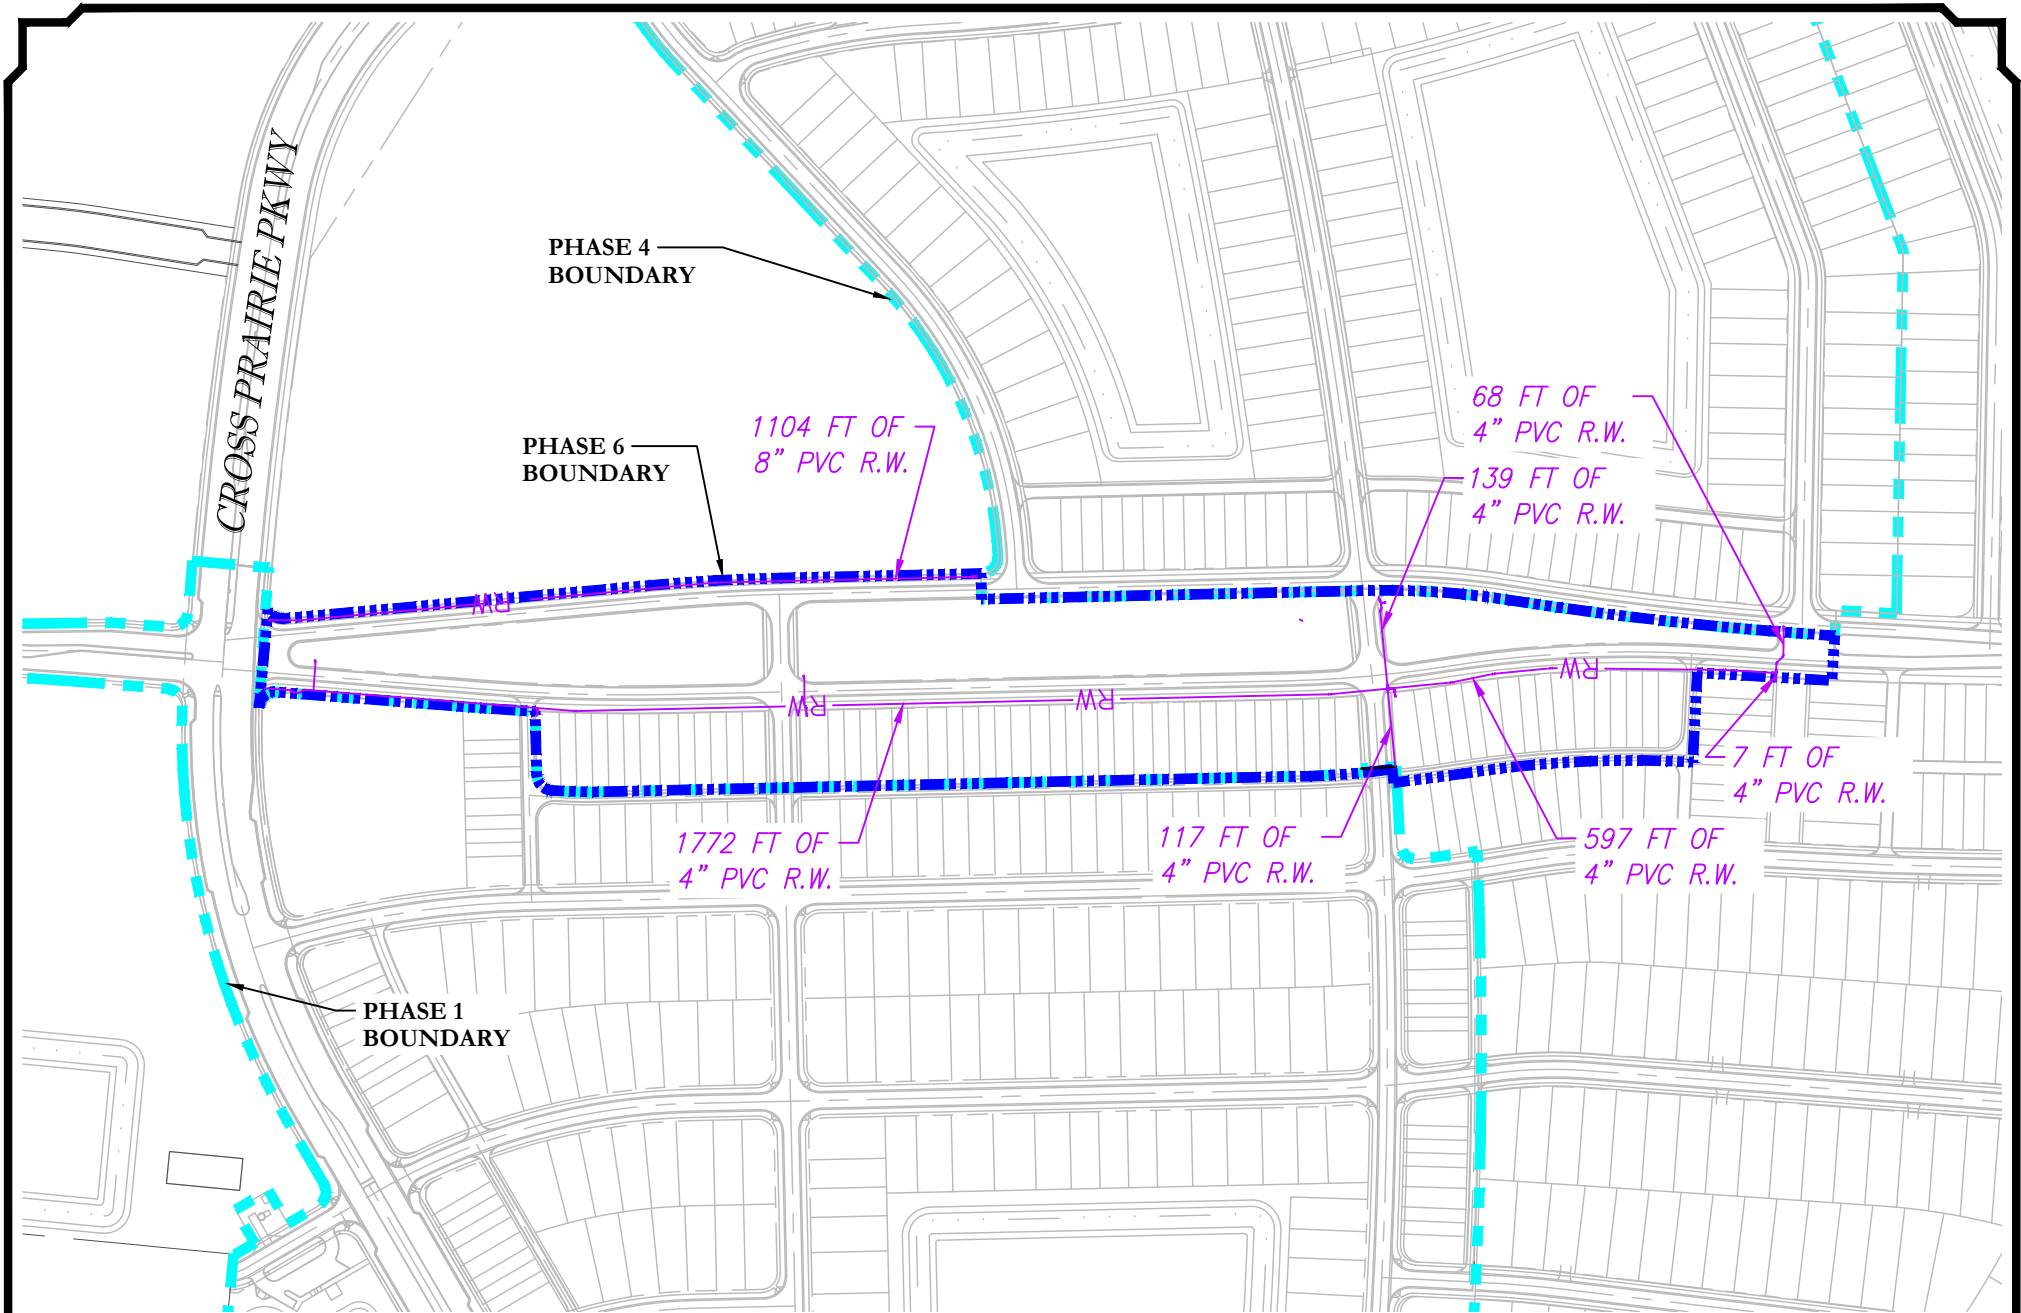 CROSS PRAIRIE PKWY
PHASE 4
BOUNDARY
PHASE 6
BOUNDARY
1104 FT OF
8" PVC R.W.
68 FT OF
4" PVC R.W.
139 FT OF
4" PVC R.W.
RW
RW
RW
RW
7 FT OF
4" PVC R.W.
1772 FT OF
4" PVC R.W.
117 FT OF
4" PVC R.W.
597 FT OF
4" PVC R.W.
PHASE 1
BOUNDARY